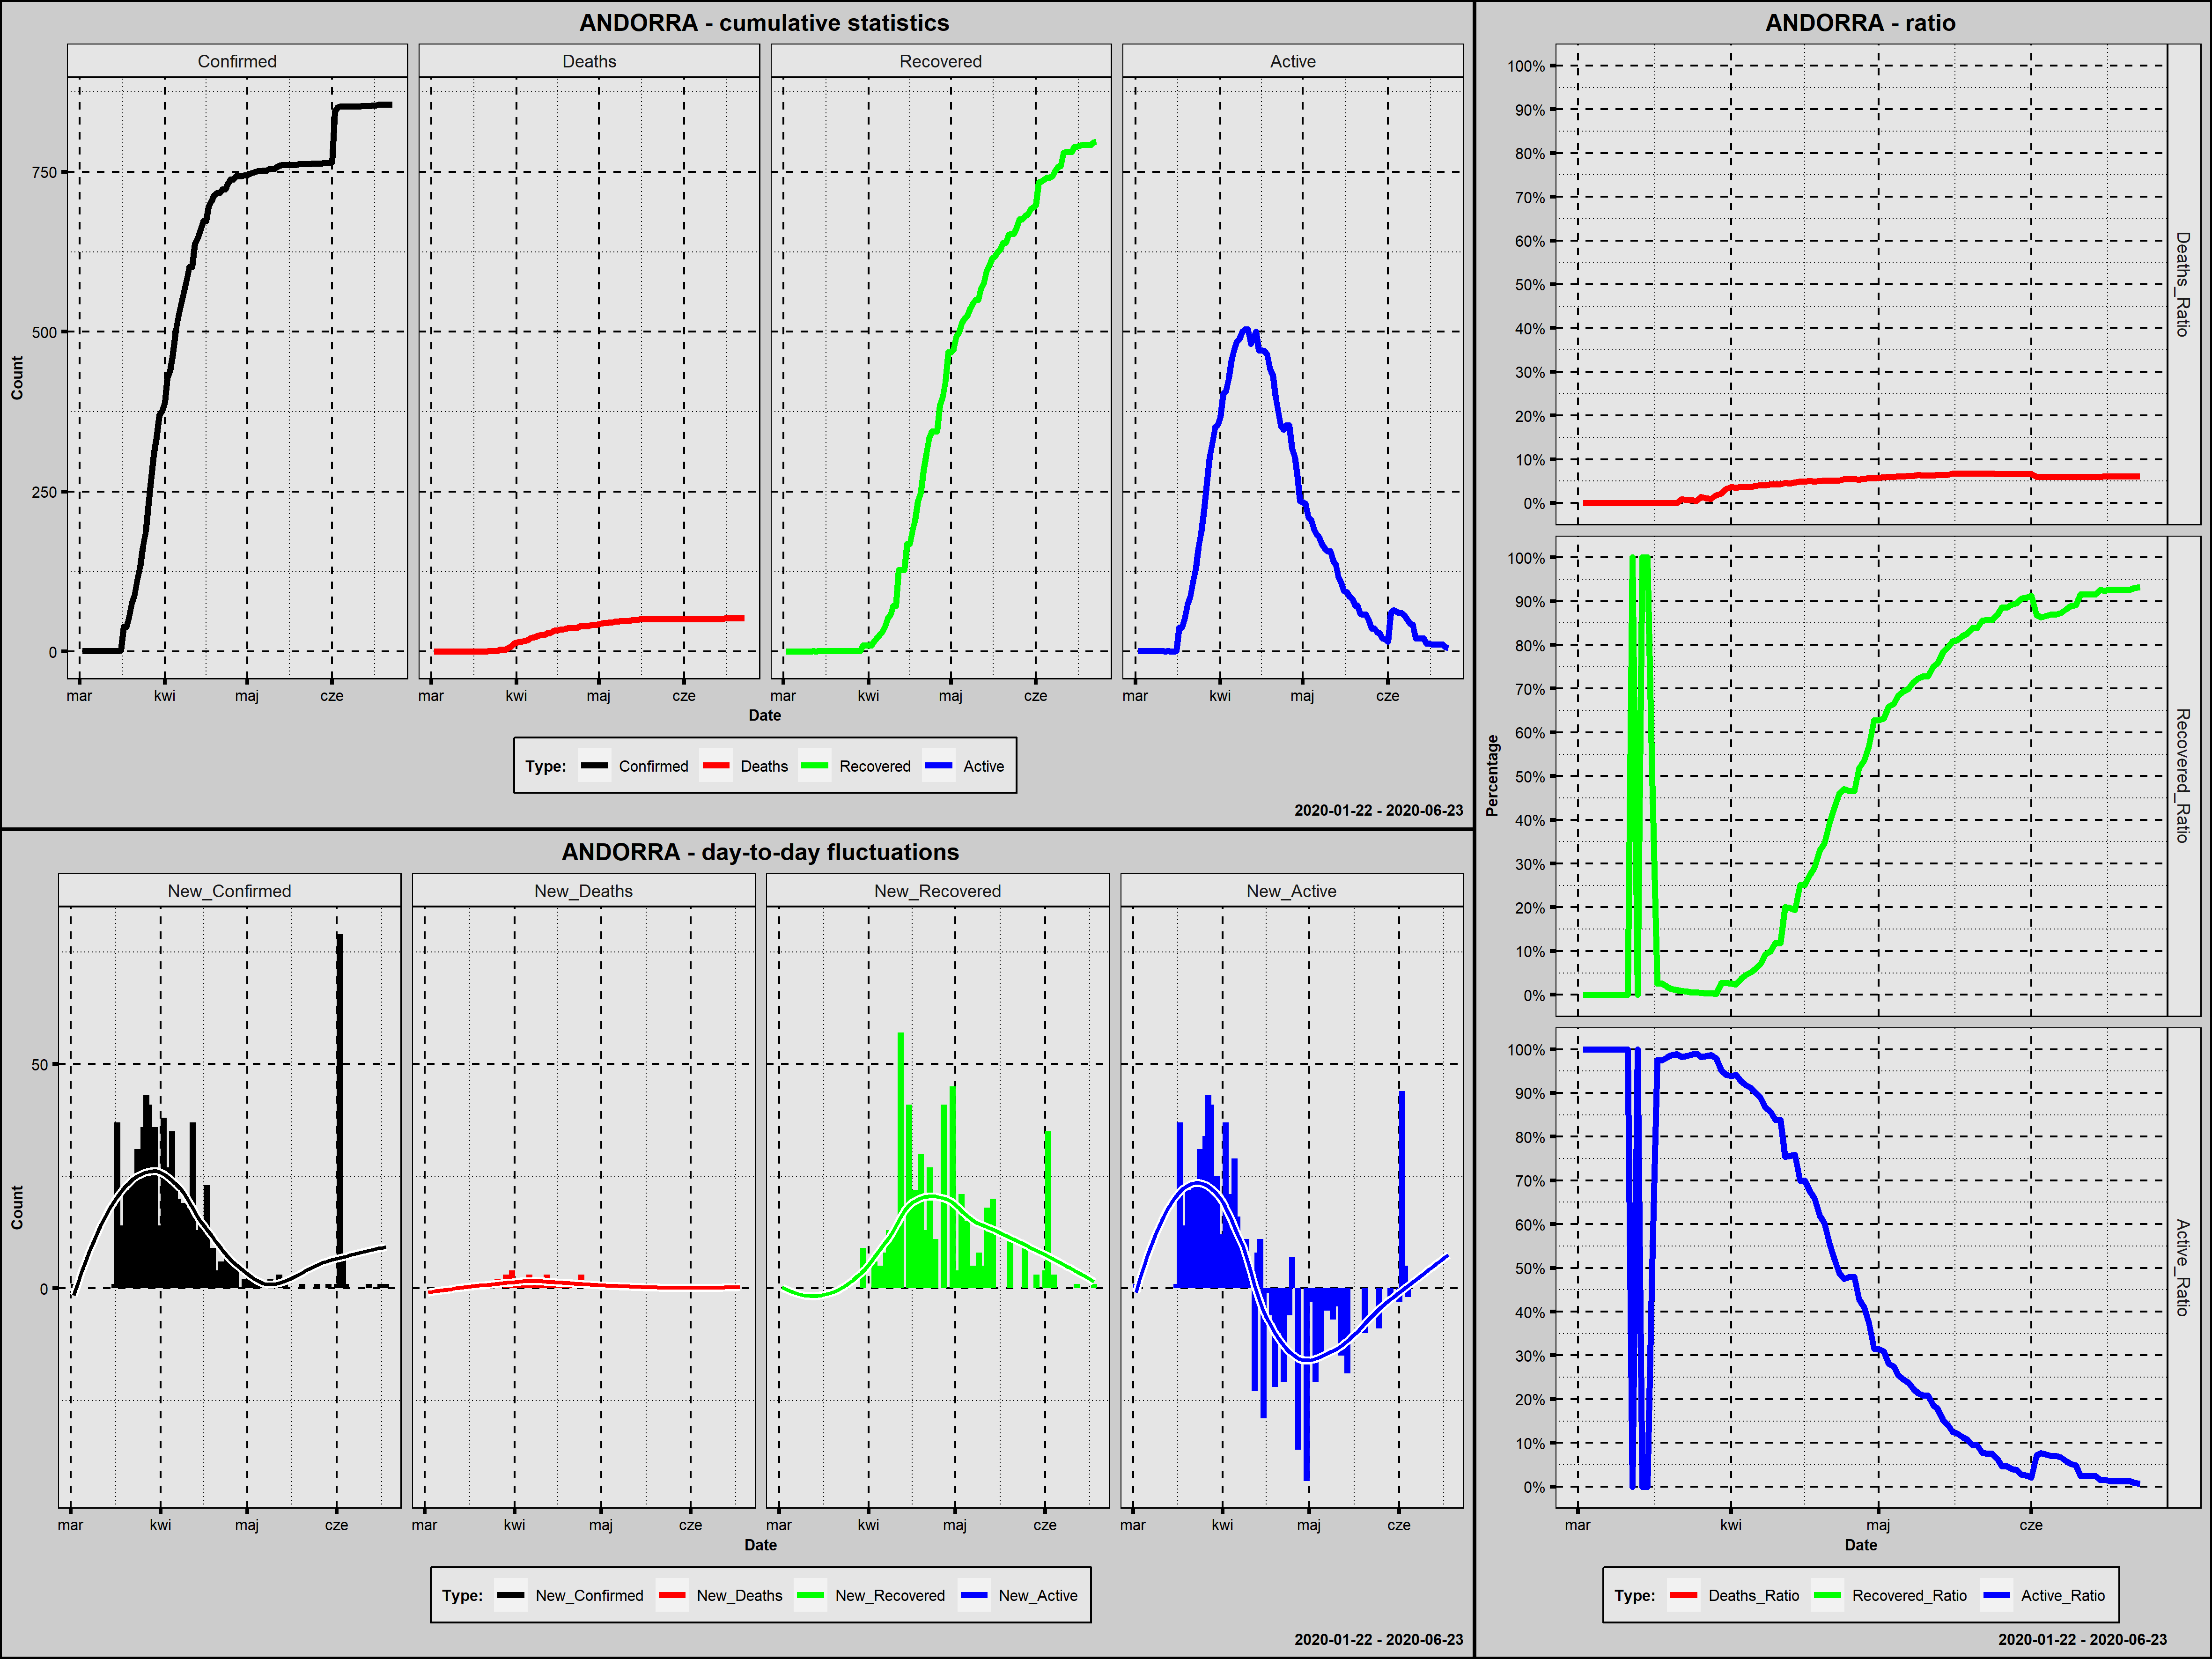 ANDORRA - cumulative statistics
Confirmed
Deaths
Recovered
Active
Count
750
500
250
0
mar kwi maj cze
mar kwi maj cze
mar kwi maj cze
mar kwi maj cze
Date
Type: Confirmed Deaths Recovered Active
2020-01-22 - 2020-06-23
ANDORRA - day-to-day fluctuations
New_Confirmed
New_Deaths
New_Recovered
New_Active
Count
50
0
mar kwi maj cze
mar kwi maj cze
mar kwi maj cze
mar kwi maj cze
Date
Type: New_Confirmed New_Deaths New_Recovered New_Active
2020-01-22 - 2020-06-23
ANDORRA - ratio
Percentage
100%
90%
80%
70%
60%
50%
40%
30%
20%
10%
0%
Deaths_Ratio
100%
90%
80%
70%
60%
50%
40%
30%
20%
10%
0%
Recovered_Ratio
100%
90%
80%
70%
60%
50%
40%
30%
20%
10%
0%
Active_Ratio
mar kwi maj cze
Date
Type: Deaths_Ratio Recovered_Ratio Active_Ratio
2020-01-22 - 2020-06-23